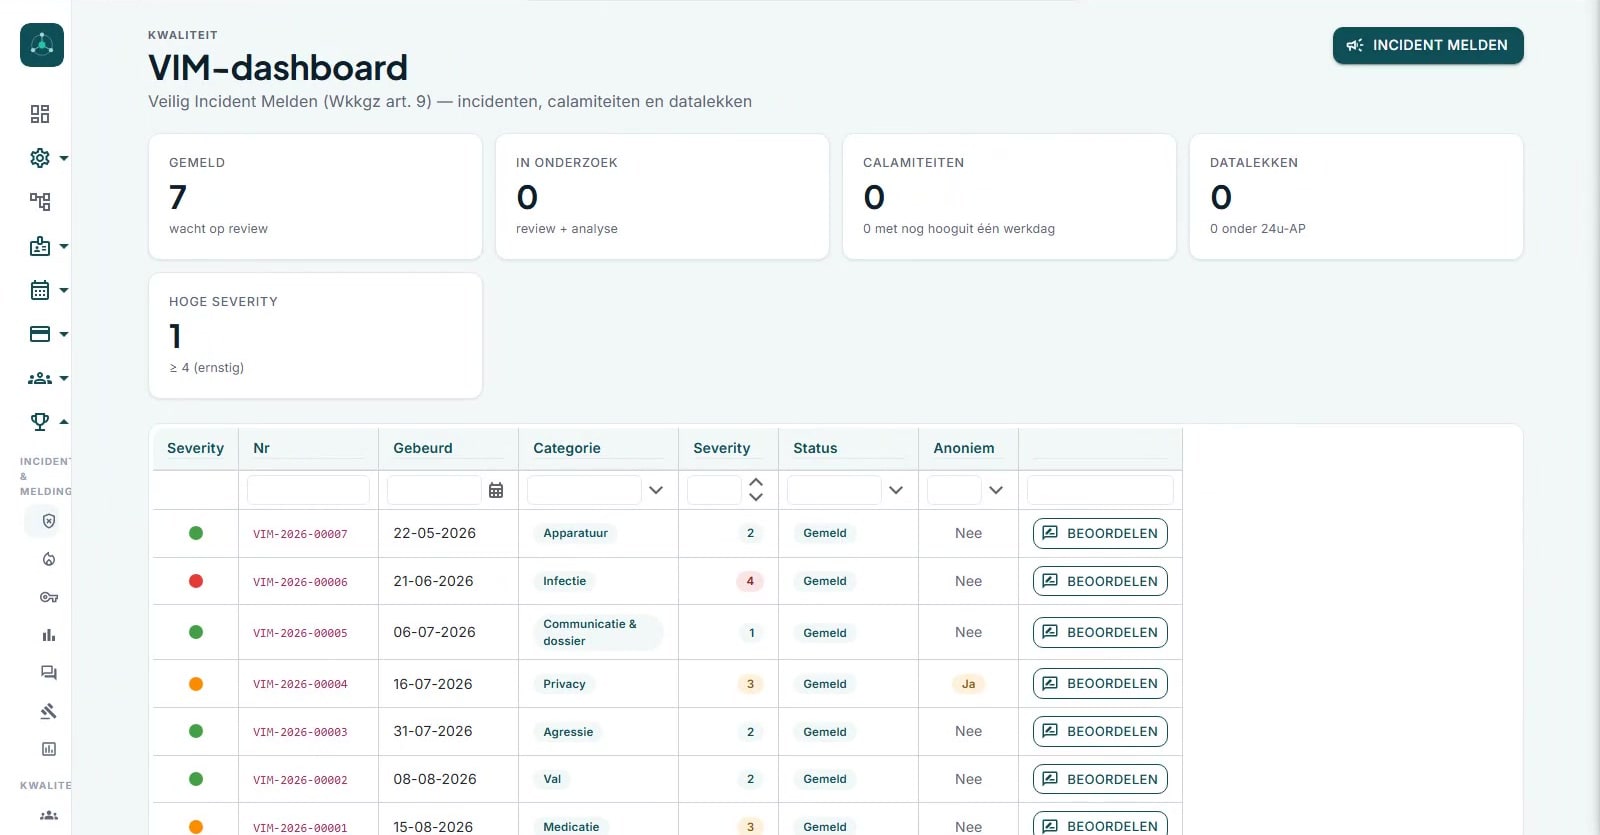 KWALITEIT
VIM-dashboard
Veilig Incident Melden (Wkkgz art. 9) — incidenten, calamiteiten en datalekken
INCIDENT MELDEN
GEMELD
7
wacht op review
IN ONDERZOEK
0
review + analyse
CALAMITEITEN
0
0 met nog hooguit één werkdag
DATALEKKEN
0
0 onder 24u-AP
HOGE SEVERITY
1
≥ 4 (ernstig)
INCIDENT
&
MELDING
KWALITE
Severity Nr Gebeurd Categorie Severity Status Anoniem
VIM-2026-00007 22-05-2026 Apparatuur 2 Gemeld Nee BEOORDELEN
VIM-2026-00006 21-06-2026 Infectie 4 Gemeld Nee BEOORDELEN
VIM-2026-00005 06-07-2026 Communicatie & dossier 1 Gemeld Nee BEOORDELEN
VIM-2026-00004 16-07-2026 Privacy 3 Gemeld Ja BEOORDELEN
VIM-2026-00003 31-07-2026 Agressie 2 Gemeld Nee BEOORDELEN
VIM-2026-00002 08-08-2026 Val 2 Gemeld Nee BEOORDELEN
VIM-2026-00001 15-08-2026 Medicatie 3 Gemeld Nee BEOORDELEN